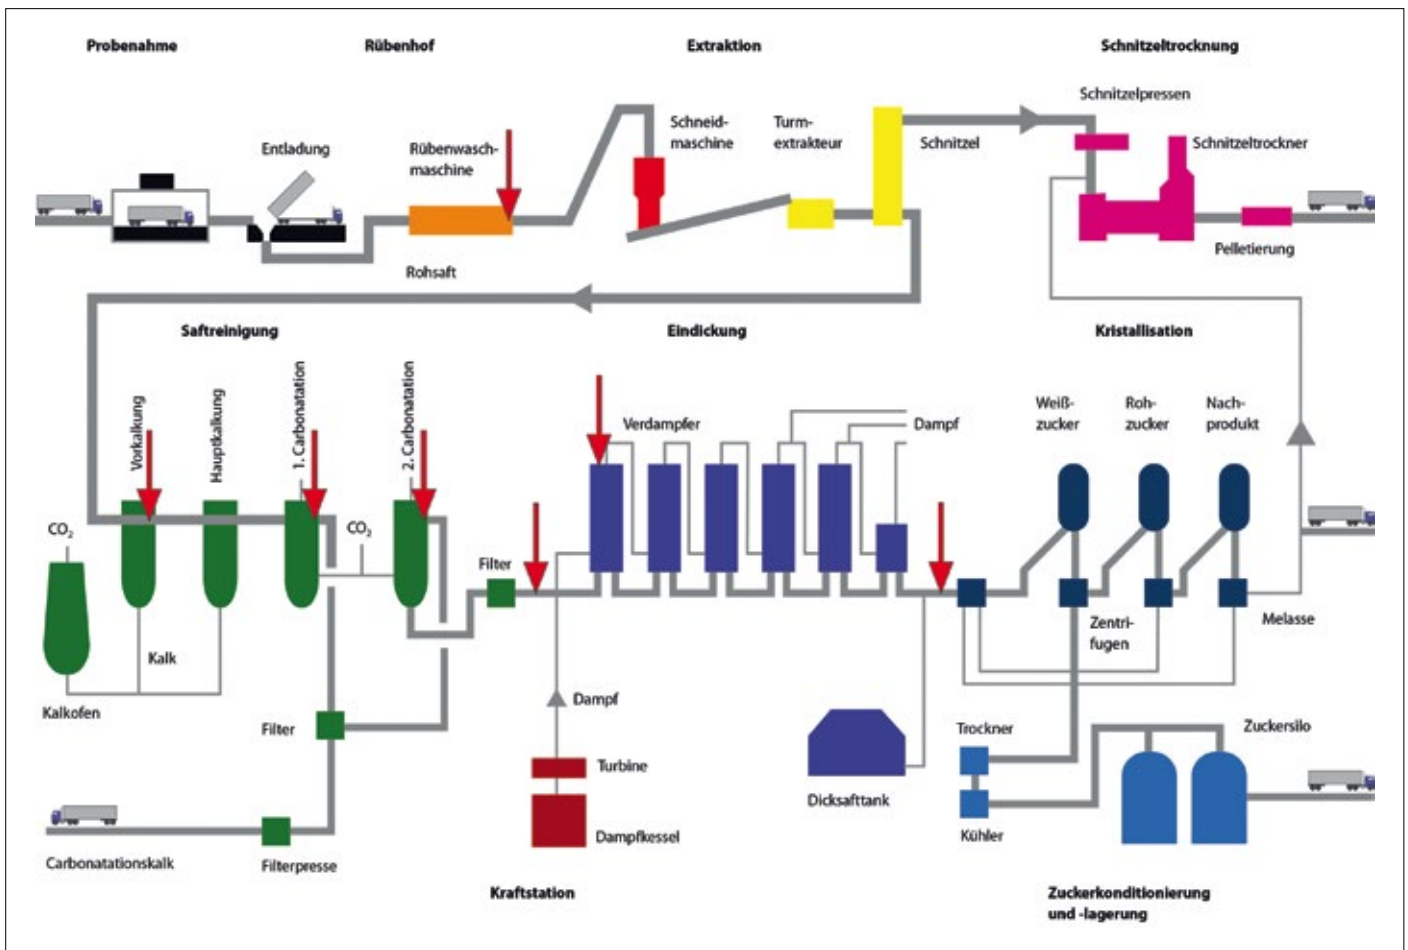 Probenahme
Rübenhof
Extraktion
Schnitzeltrocknung
Schnitzelpressen
Entladung
Rübenwasch-
maschine
Schneid-
maschine
Turm-
extrakteur
Schnitzel
Schnitzeltrockner
Pelletierung
Rohsaft
Saftreinigung
Eindickung
Kristallisation
Vorkalkung
Hauptkalkung
1. Carbonatation
2. Carbonatation
Verdampfer
Dampf
Weiß-
zucker
Roh-
zucker
Nach-
produkt
CO₂
CO₂
Filter
Kalk
Kalkofen
Zentri-
fugen
Melasse
Filter
Dampf
Turbine
Dampfkessel
Dicksafttank
Trockner
Kühler
Zuckersilo
Carbonatationskalk
Filterpresse
Kraftstation
Zuckerkonditionierung
und -lagerung